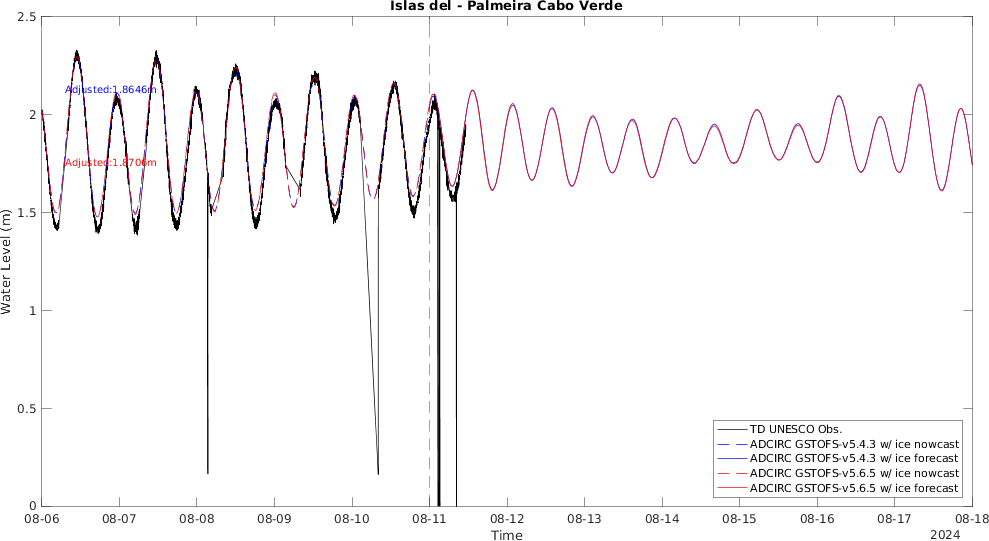 Islas del - Palmeira Cabo Verde
2.5
2
1.5
1
0.5
0
Water Level (m)
Adjusted:1.8646m
Adjusted:1.8706m
TD UNESCO Obs.
ADCIRC GSTOFS-v5.4.3 w/ ice nowcast
ADCIRC GSTOFS-v5.4.3 w/ ice forecast
ADCIRC GSTOFS-v5.6.5 w/ ice nowcast
ADCIRC GSTOFS-v5.6.5 w/ ice forecast
08-06 08-07 08-08 08-09 08-10 08-11 08-12 08-13 08-14 08-15 08-16 08-17 08-18
Time
2024